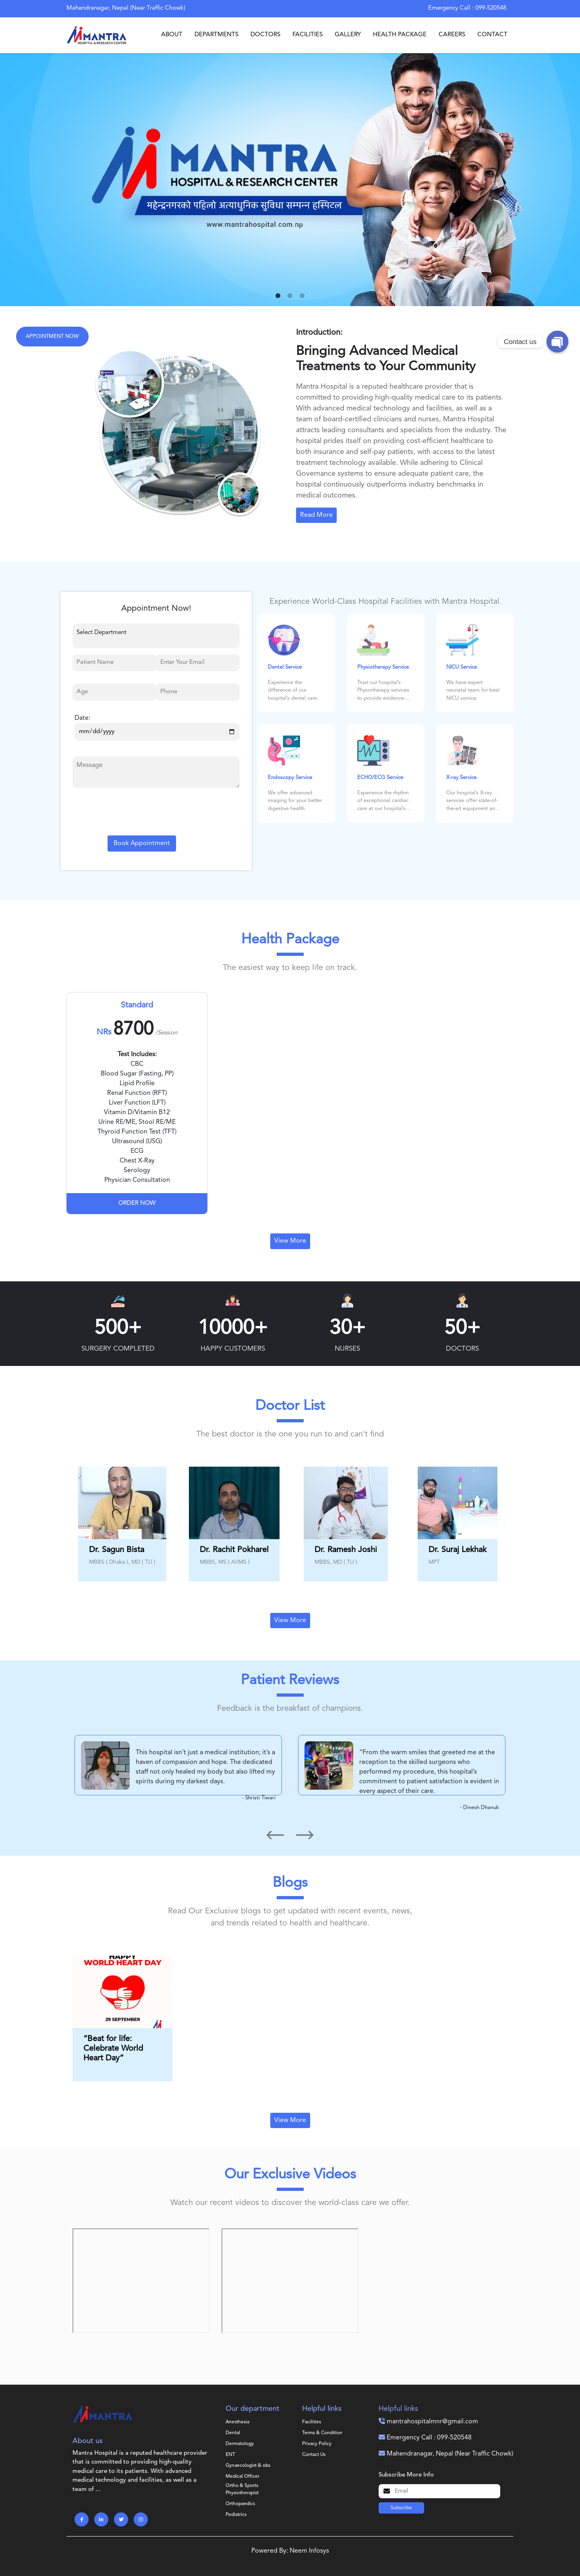 Mahendranagar, Nepal (Near Traffic Chowk)
Emergency Call : 099-520548
MANTRA
HOSPITAL & RESEARCH CENTER
ABOUT
DEPARTMENTS
DOCTORS
FACILITIES
GALLERY
HEALTH PACKAGE
CAREERS
CONTACT
MANTRA
HOSPITAL & RESEARCH CENTER
महेन्द्रनगरको पहिलो अत्याधुनिक सुविधा सम्पन्न हस्पिटल
www.mantrahospital.com.np
APPOINTMENT NOW
Contact us
Introduction:
Bringing Advanced Medical
Treatments to Your Community
Mantra Hospital is a reputed healthcare provider that is
committed to providing high-quality medical care to its patients.
With advanced medical technology and facilities, as well as a
team of board-certified clinicians and nurses, Mantra Hospital
attracts leading consultants and specialists from the industry. The
hospital prides itself on providing cost-efficient healthcare to
both insurance and self-pay patients, with access to the latest
treatment technology available. While adhering to Clinical
Governance systems to ensure adequate patient care, the
hospital continuously outperforms industry benchmarks in
medical outcomes.
Read More
Appointment Now!
Select Department
Patient Name
Enter Your Email
Age
Phone
Date:
mm/dd/yyyy
Message
Book Appointment
Experience World-Class Hospital Facilities with Mantra Hospital.
Dental Service
Experience the
difference of our
hospital's dental care.
Physiotherapy Service
Trust our hospital's
Physiotherapy services
to provide evidence-...
NICU Service
We have expert
neonatal team for best
NICU service.
Endoscopy Service
We offer advanced
imaging for your better
digestive health.
ECHO/ECG Service
Experience the rhythm
of exceptional cardiac
care at our hospital's...
X-ray Service
Our hospital's X-ray
services offer state-of-
the-art equipment an...
Health Package
The easiest way to keep life on track.
Standard
NRs 8700 /Session
Test Includes:
CBC
Blood Sugar (Fasting, PP)
Lipid Profile
Renal Function (RFT)
Liver Function (LFT)
Vitamin D/Vitamin B12
Urine RE/ME, Stool RE/ME
Thyroid Function Test (TFT)
Ultrasound (USG)
ECG
Chest X-Ray
Serology
Physician Consultation
ORDER NOW
View More
500+
SURGERY COMPLETED
10000+
HAPPY CUSTOMERS
30+
NURSES
50+
DOCTORS
Doctor List
The best doctor is the one you run to and can't find
Dr. Sagun Bista
MBBS ( Dhaka ), MD ( TU )
Dr. Rachit Pokharel
MBBS, MS ( AIIMS )
Dr. Ramesh Joshi
MBBS, MD ( TU )
Dr. Suraj Lekhak
MPT
View More
Patient Reviews
Feedback is the breakfast of champions.
This hospital isn't just a medical institution; it's a
haven of compassion and hope. The dedicated
staff not only healed my body but also lifted my
spirits during my darkest days.
- Shristi Tiwari
"From the warm smiles that greeted me at the
reception to the skilled surgeons who
performed my procedure, this hospital's
commitment to patient satisfaction is evident in
every aspect of their care.
- Dinesh Dhanuk
Blogs
Read Our Exclusive blogs to get updated with recent events, news,
and trends related to health and healthcare.
HAPPY
WORLD HEART DAY
29 SEPTEMBER
"Beat for life:
Celebrate World
Heart Day"
View More
Our Exclusive Videos
Watch our recent videos to discover the world-class care we offer.
MANTRA
About us
Mantra Hospital is a reputed healthcare provider
that is committed to providing high-quality
medical care to its patients. With advanced
medical technology and facilities, as well as a
team of ...
Our department
Anesthesia
Dental
Dermatology
ENT
Gynaecologist & obs
Medical Officer
Ortho & Sports
Physiotherapist
Orthopaedics
Pediatrics
Helpful links
Facilities
Terms & Condition
Privacy Policy
Contact Us
Helpful links
mantrahospitalmnr@gmail.com
Emergency Call : 099-520548
Mahendranagar, Nepal (Near Traffic Chowk)
Subscribe More Info
Email
Subscribe
Powered By: Neem Infosys